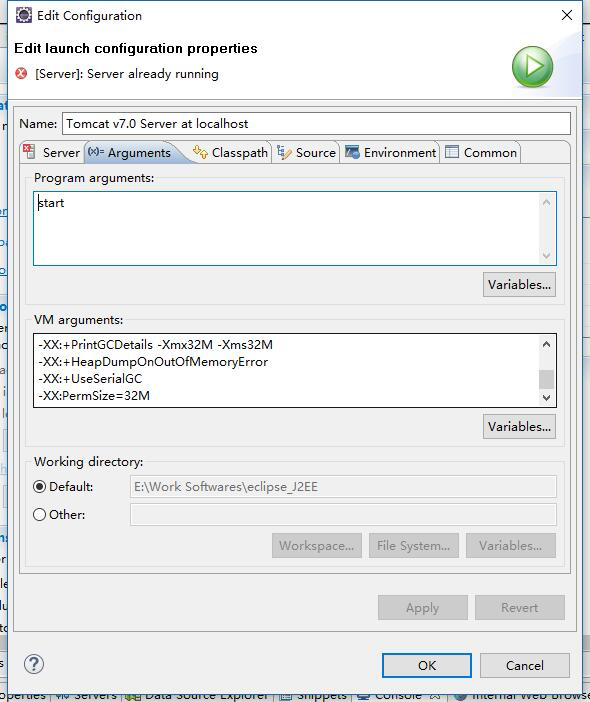 Edit Configuration
Edit launch configuration properties
[Server]: Server already running
Name: Tomcat v7.0 Server at localhost
Server (x)= Arguments Classpath Source Environment Common
Program arguments:
start
Variables...
VM arguments:
-XX:+PrintGCDetails -Xmx32M -Xms32M
-XX:+HeapDumpOnOutOfMemoryError
-XX:+UseSerialGC
-XX:PermSize=32M
Variables...
Working directory:
Default: E:\Work Softwares\eclipse_J2EE
Other:
Workspace... File System... Variables...
Apply Revert
? OK Cancel
Servers Data Source Explorer Snippets Console Internal Web Browser